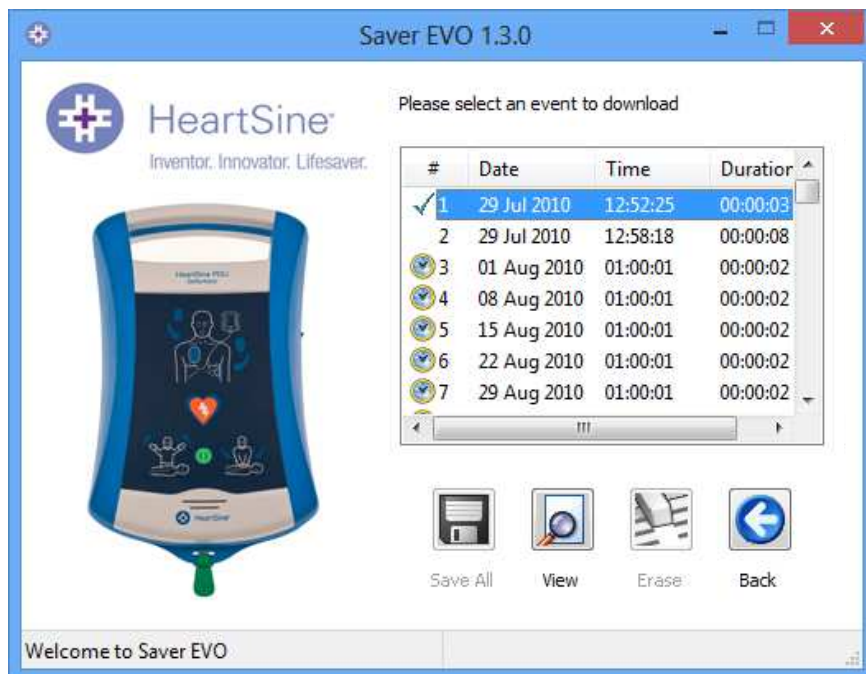 Saver EVO 1.3.0
HeartSine
Inventor. Innovator. Lifesaver.
Please select an event to download
# Date Time Duration
1 29 Jul 2010 12:52:25 00:00:03
2 29 Jul 2010 12:58:18 00:00:08
3 01 Aug 2010 01:00:01 00:00:02
4 08 Aug 2010 01:00:01 00:00:02
5 15 Aug 2010 01:00:01 00:00:02
6 22 Aug 2010 01:00:01 00:00:02
7 29 Aug 2010 01:00:01 00:00:02
HeartSine
Save All View Erase Back
Welcome to Saver EVO